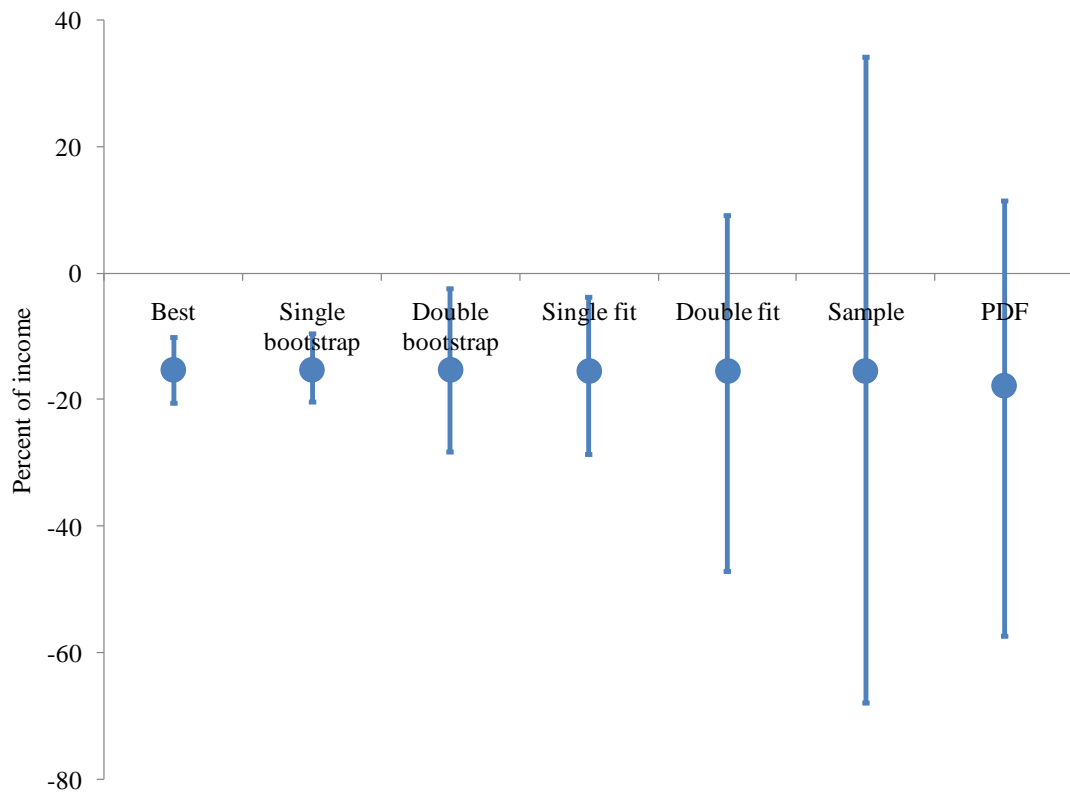 40
20
0
-20
-40
-60
-80
Percent of income
Best
Single
bootstrap
Double
bootstrap
Single fit
Double fit
Sample
PDF